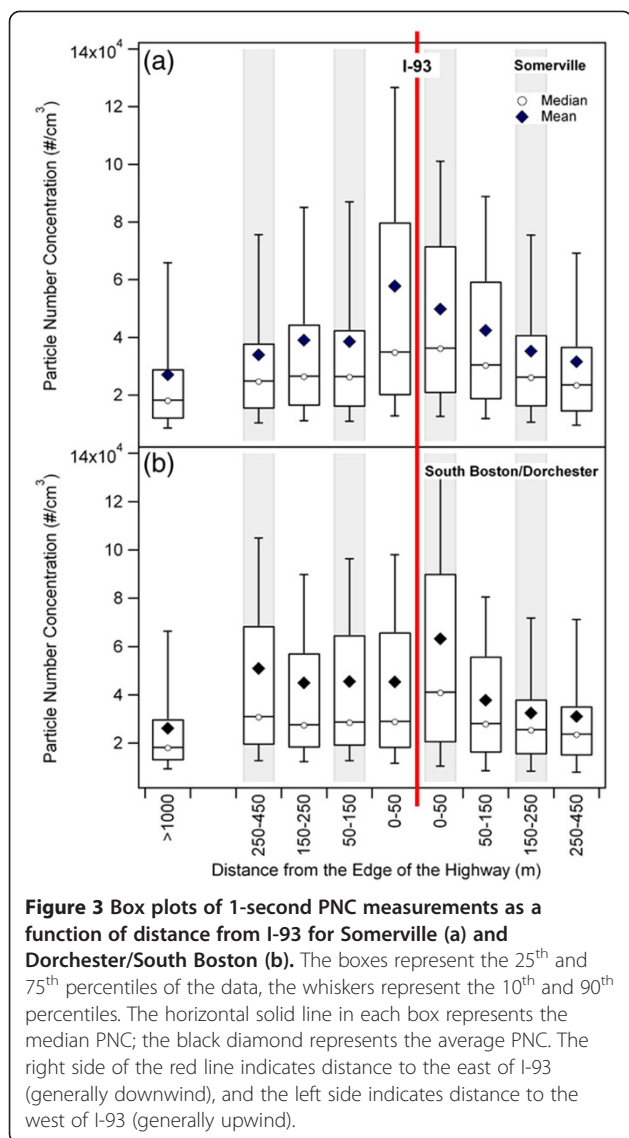 14x10⁴
(a)
I-93
Somerville
Median
Mean
12
10
8
6
4
2
Particle Number Concentration (#/cm³)
14x10⁴
(b)
South Boston/Dorchester
12
10
8
6
4
2
Particle Number Concentration (#/cm³)
>1000
250-450
150-250
50-150
0-50
0-50
50-150
150-250
250-450
Distance from the Edge of the Highway (m)
Figure 3 Box plots of 1-second PNC measurements as a
function of distance from I-93 for Somerville (a) and
Dorchester/South Boston (b). The boxes represent the 25th and
75th percentiles of the data, the whiskers represent the 10th and 90th
percentiles. The horizontal solid line in each box represents the
median PNC; the black diamond represents the average PNC. The
right side of the red line indicates distance to the east of I-93
(generally downwind), and the left side indicates distance to the
west of I-93 (generally upwind).